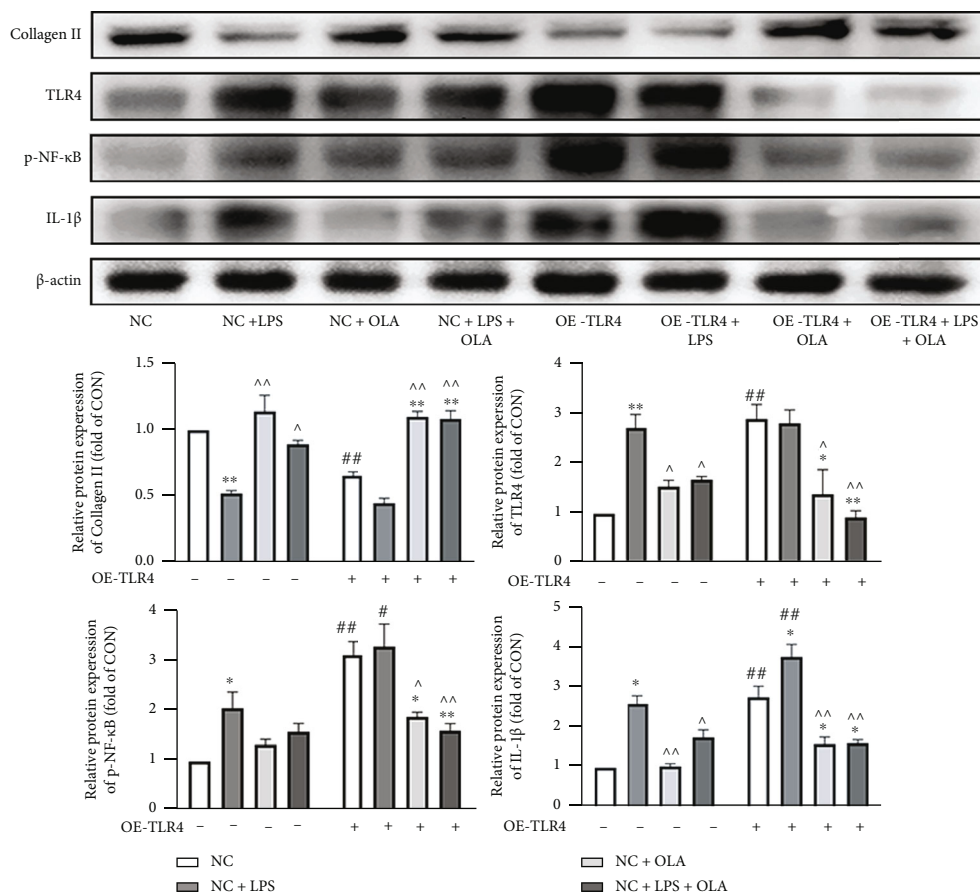 Collagen II
TLR4
p-NF-κB
IL-1β
β-actin
NC
NC +LPS
NC + OLA
NC + LPS +
OLA
OE -TLR4
OE -TLR4 +
LPS
OE -TLR4 +
OLA
OE -TLR4 + LPS
+ OLA
Relative protein experession
of Collagen II (fold of CON)
1.5
1.0
0.5
0.0
**
^^
^
##
^^
**
^^
**
OE-TLR4
– – – – + + + +
Relative protein experession
of TLR4 (fold of CON)
4
3
2
1
0
**
^
^
##
^
*
^^
**
OE-TLR4
– – – – + + + +
Relative protein experession
of p-NF-κB (fold of CON)
4
3
2
1
0
*
##
#
^
*
^^
**
OE-TLR4
– – – – + + + +
Relative protein experession
of IL-1β (fold of CON)
5
4
3
2
1
0
*
^^
^
##
##
*
^^
*
^^
*
OE-TLR4
– – – – + + + +
NC
NC + LPS
NC + OLA
NC + LPS + OLA